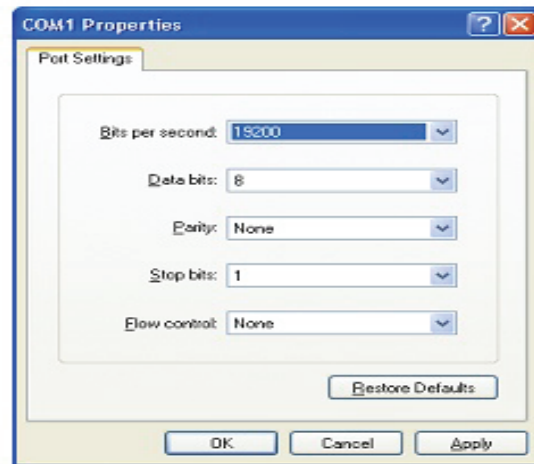 COM1 Properties
Port Settings
Bits per second: 19200
Data bits: 8
Parity: None
Stop bits: 1
Flow control: None
Restore Defaults
OK Cancel Apply